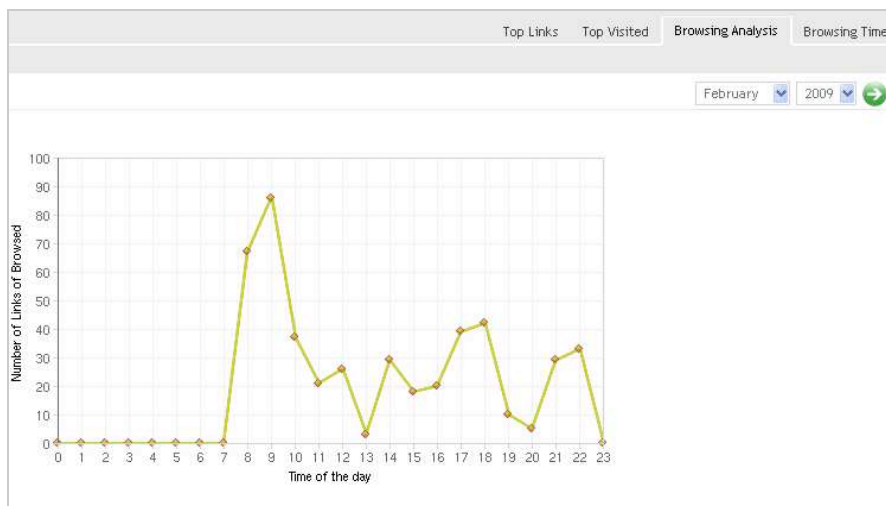 Top Links Top Visited Browsing Analysis Browsing Time
February 2009
100
90
80
70
60
50
40
30
20
10
0
Number of Links of Browsed
0 1 2 3 4 5 6 7 8 9 10 11 12 13 14 15 16 17 18 19 20 21 22 23
Time of the day